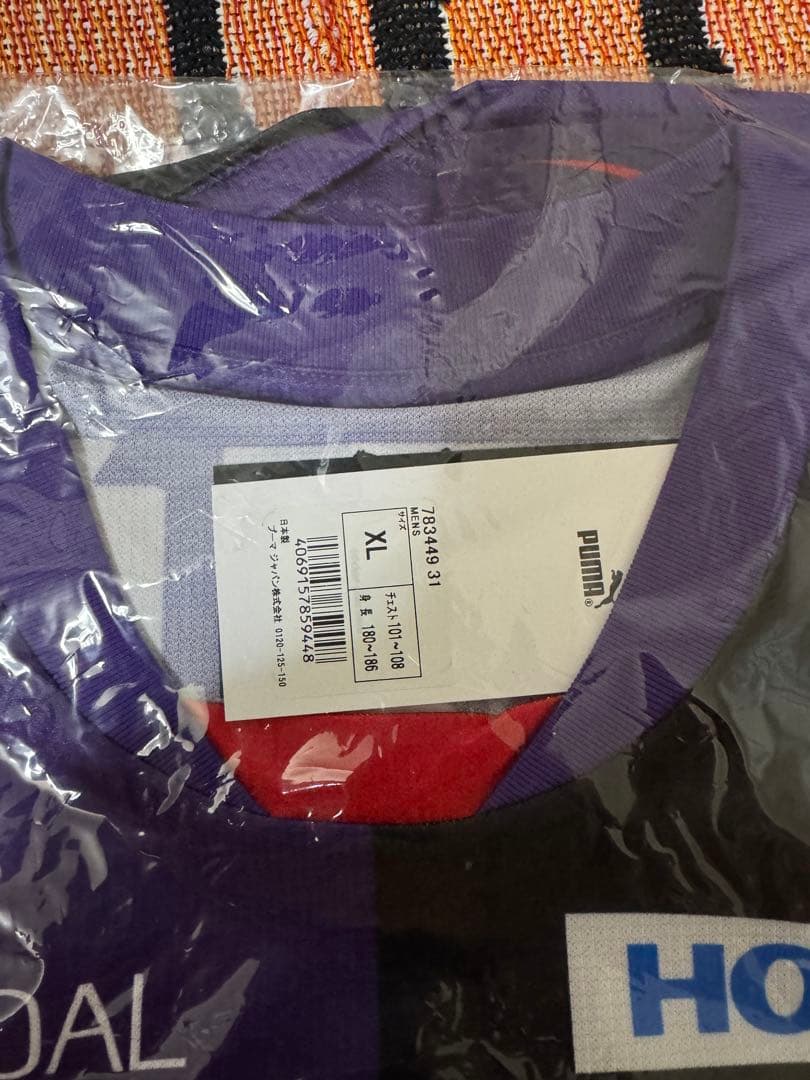 PUMA®
783449 31
MENS
サイズ
XL
チェスト 101~108
身長 180~186
4069157859448
日本製
プーマ ジャパン株式会社 0120-125-150
OAL
HO